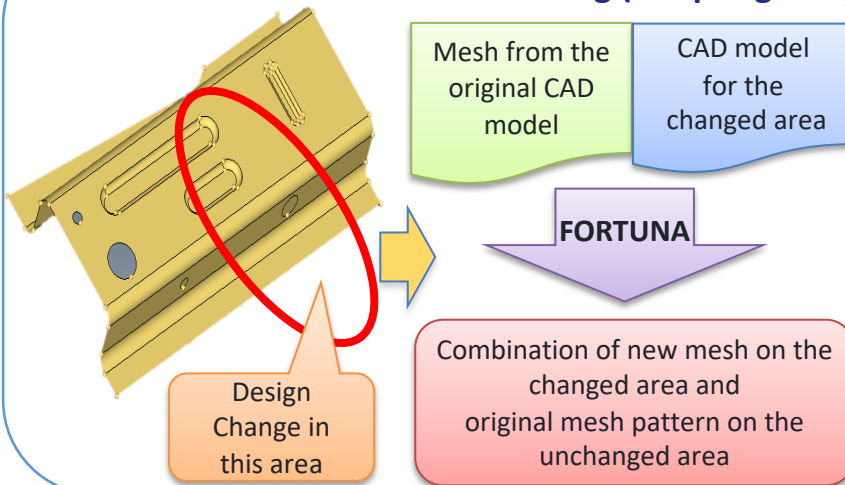 Mesh from the
original CAD
model
CAD model
for the
changed area
FORTUNA
Design
Change in
this area
Combination of new mesh on the
changed area and
original mesh pattern on the
unchanged area